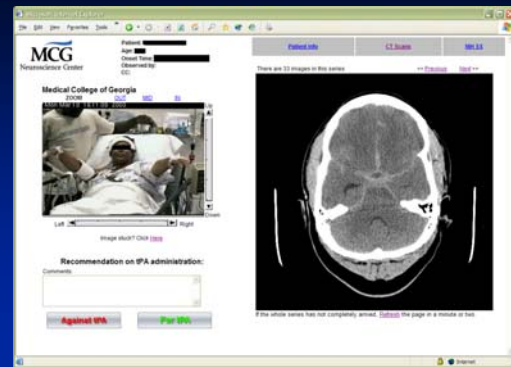 Microsoft Internet Explorer
File Edit View Favorites Tools Help
MCG
Neuroscience Center
Patient:
Age:
Onset Time:
Observed by:
CC:
Patient Info
CT Scans
NIH SS
There are 33 images in this series
<< Previous
Next >>
Medical College of Georgia
ZOOM OUT MID IN
Up
Down
Left
Right
Image stuck? Click Here
Recommendation on tPA administration:
Comments:
Against tPA
For tPA
If the whole series has not completely arrived, Refresh the page in a minute or two.
Internet